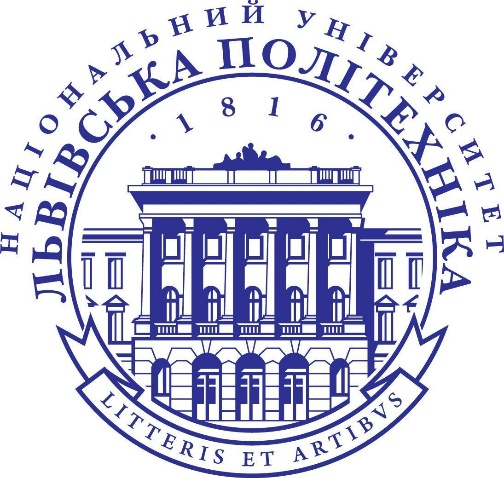 НАЦІОНАЛЬНИЙ УНІВЕРСИТЕТ
ЛЬВІВСЬКА ПОЛІТЕХНІКА
· 1816 ·
LITTERIS ET ARTIBVS